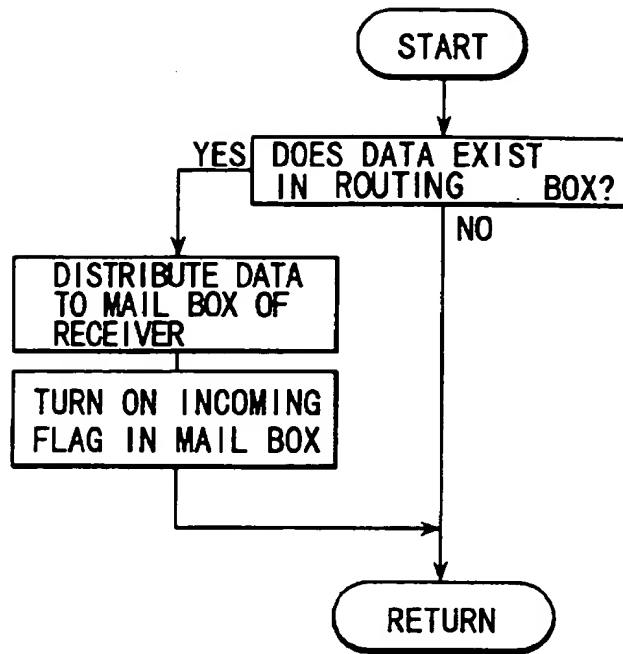 START
YES
DOES DATA EXIST
IN ROUTING BOX?
NO
DISTRIBUTE DATA
TO MAIL BOX OF
RECEIVER
TURN ON INCOMING
FLAG IN MAIL BOX
RETURN